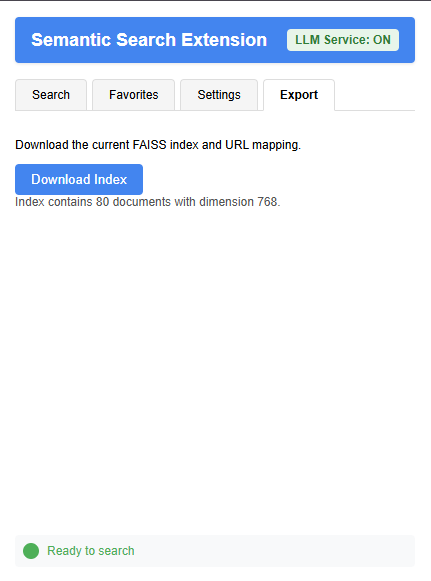 Semantic Search Extension
LLM Service: ON
Search
Favorites
Settings
Export
Download the current FAISS index and URL mapping.
Download Index
Index contains 80 documents with dimension 768.
Ready to search